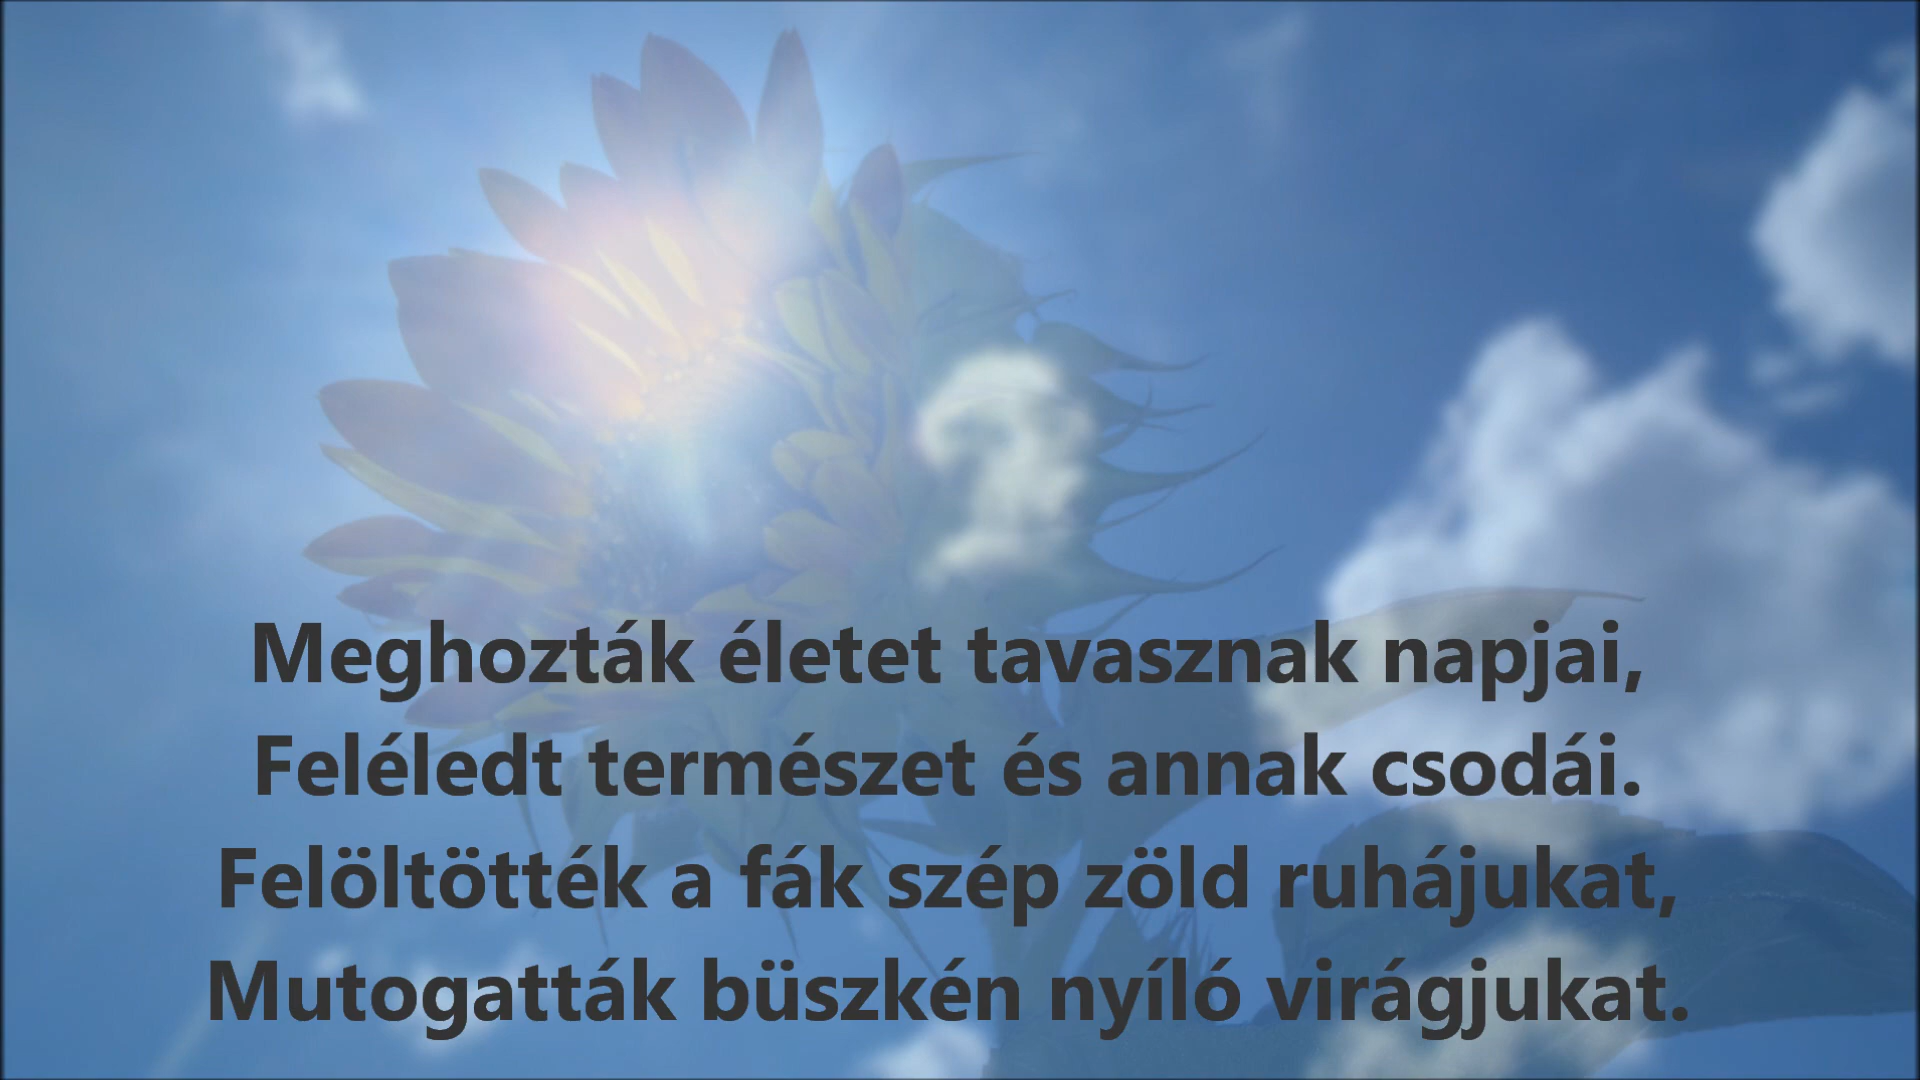 Meghozták életet tavasznak napjai,
Feléledt természet és annak csodái.
Felöltötték a fák szép zöld ruhájukat,
Mutogatták büszkén nyíló virágjukat.